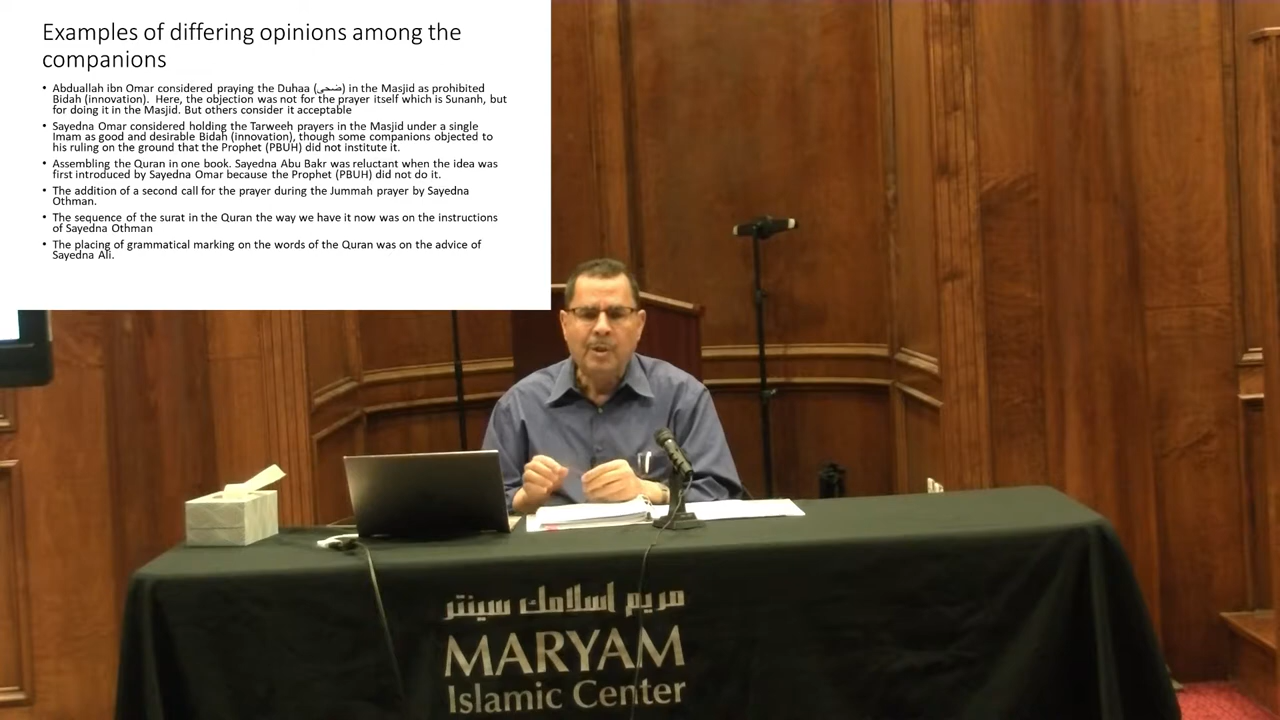 Examples of differing opinions among the
companions
• Abduallah ibn Omar considered praying the Duhaa (ضحى) in the Masjid as prohibited
Bidah (innovation). Here, the objection was not for the prayer itself which is Sunanh, but
for doing it in the Masjid. But others consider it acceptable
• Sayedna Omar considered holding the Tarweeh prayers in the Masjid under a single
Imam as good and desirable Bidah (innovation), though some companions objected to
his ruling on the ground that the Prophet (PBUH) did not institute it.
• Assembling the Quran in one book. Sayedna Abu Bakr was reluctant when the idea was
first introduced by Sayedna Omar because the Prophet (PBUH) did not do it.
• The addition of a second call for the prayer during the Jummah prayer by Sayedna
Othman.
• The sequence of the surat in the Quran the way we have it now was on the instructions
of Sayedna Othman
• The placing of grammatical marking on the words of the Quran was on the advice of
Sayedna Ali.
مريم اسلامك سينتر
MARYAM
Islamic Center